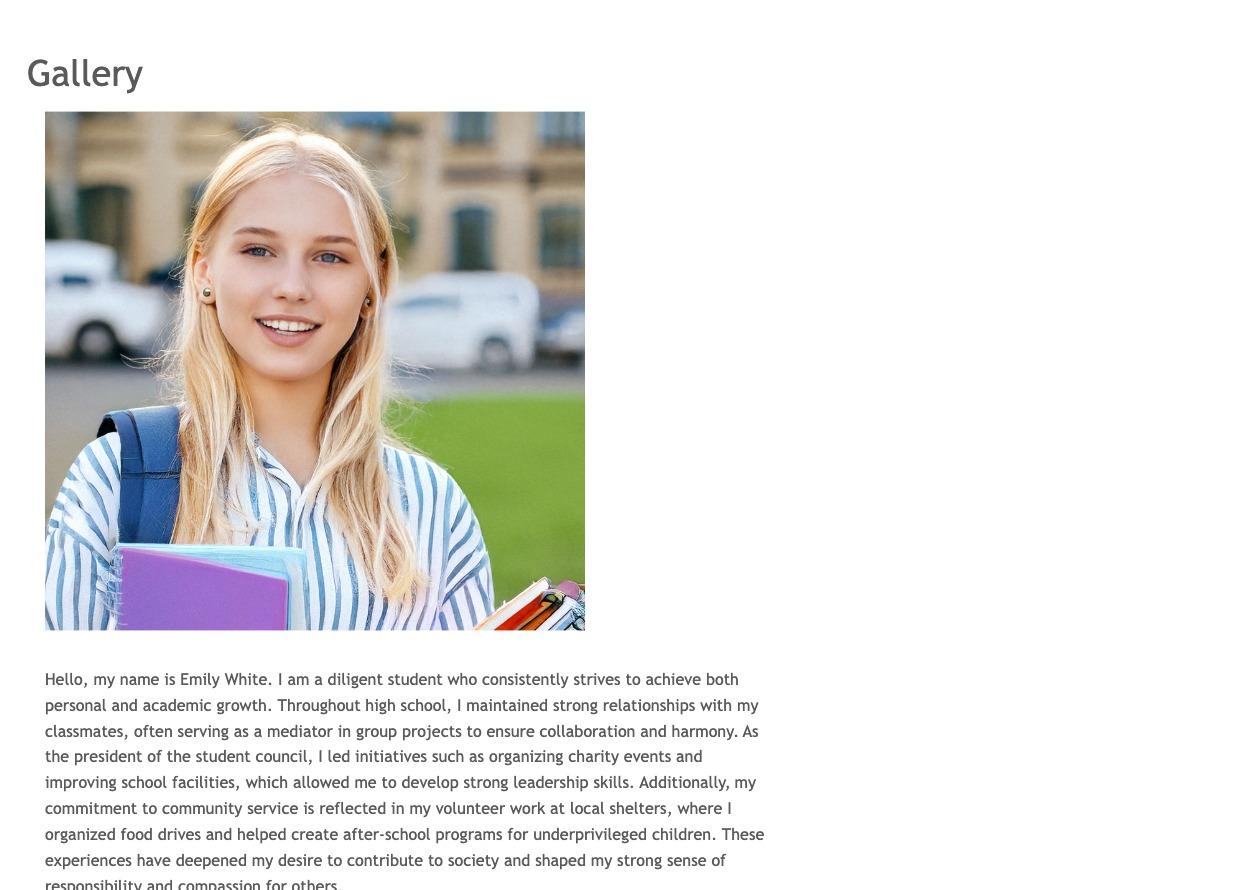 Gallery
Hello, my name is Emily White. I am a diligent student who consistently strives to achieve both
personal and academic growth. Throughout high school, I maintained strong relationships with my
classmates, often serving as a mediator in group projects to ensure collaboration and harmony. As
the president of the student council, I led initiatives such as organizing charity events and
improving school facilities, which allowed me to develop strong leadership skills. Additionally, my
commitment to community service is reflected in my volunteer work at local shelters, where I
organized food drives and helped create after-school programs for underprivileged children. These
experiences have deepened my desire to contribute to society and shaped my strong sense of
responsibility and compassion for others.